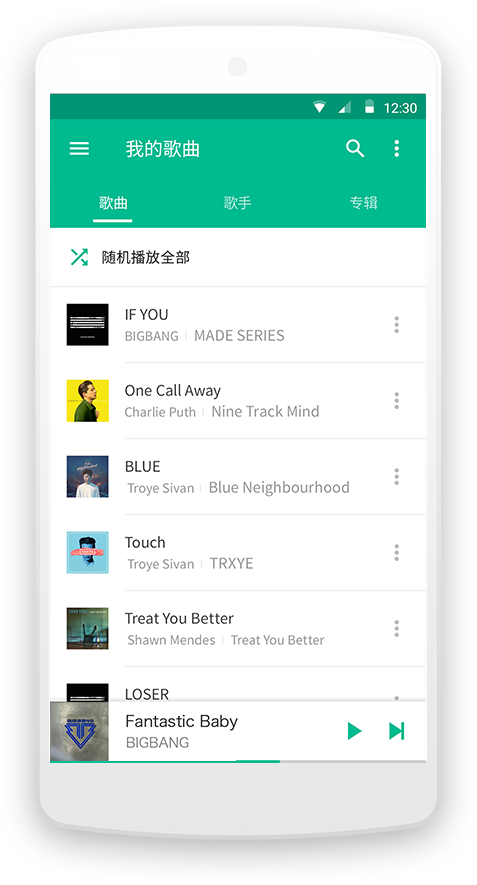 12:30
我的歌曲
歌曲 歌手 专辑
随机播放全部
IF YOU
BIGBANG | MADE SERIES
One Call Away
Charlie Puth | Nine Track Mind
BLUE
Troye Sivan | Blue Neighbourhood
Touch
Troye Sivan | TRXYE
Treat You Better
Shawn Mendes | Treat You Better
LOSER
Fantastic Baby
BIGBANG